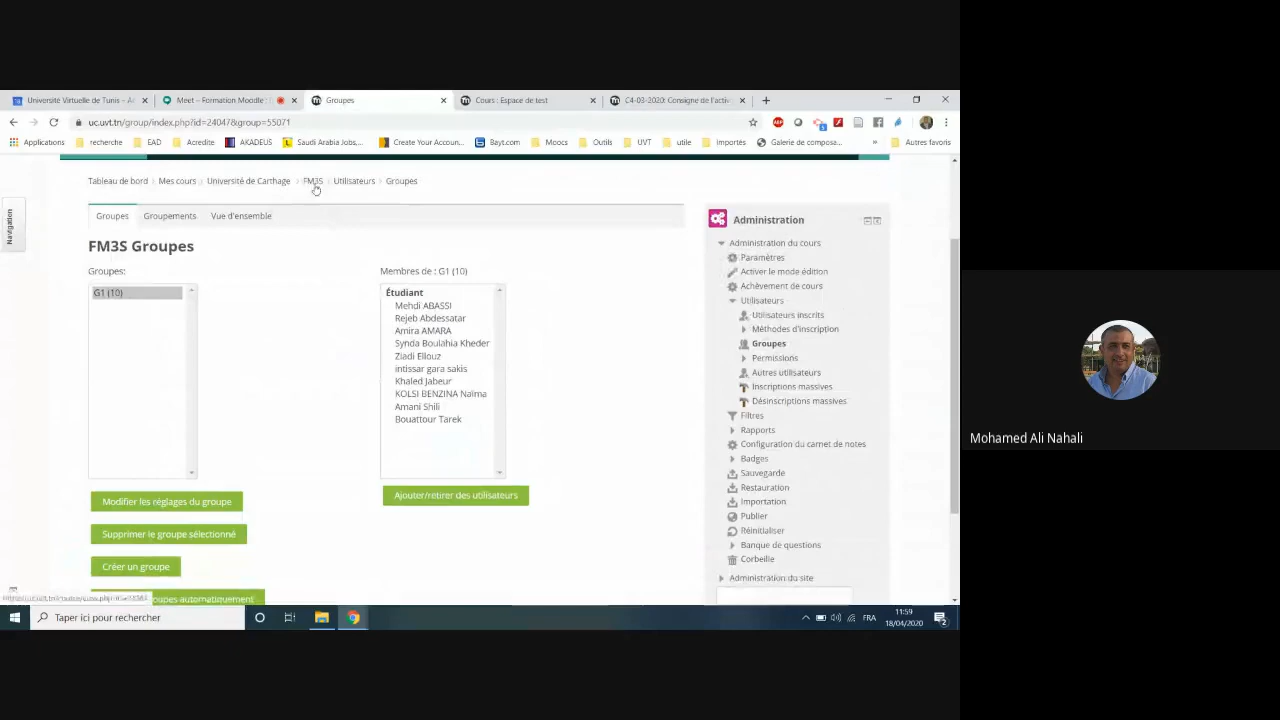 Université Virtuelle de Tunis – Ac
Meet – Formation Moodle :
Groupes
Cours : Espace de test
C4-03-2020: Consigne de l'activ
uc.uvt.tn/group/index.php?id=24047&group=55071
Applications
recherche
EAD
Acredite
AKADEUS
Saudi Arabia Jobs,...
Create Your Accoun...
Bayt.com
Moocs
Outils
UVT
utile
Importés
Galerie de composa...
»
Autres favoris
Tableau de bord › Mes cours › Université de Carthage › FM3S › Utilisateurs › Groupes
Navigation
Groupes
Groupements
Vue d'ensemble
FM3S Groupes
Groupes:
G1 (10)
Membres de : G1 (10)
Étudiant
Mehdi ABASSI
Rejeb Abdessatar
Amira AMARA
Synda Boulahia Kheder
Ziadi Ellouz
intissar gara sakis
Khaled Jabeur
KOLSI BENZINA Naïma
Amani Shili
Bouattour Tarek
Modifier les réglages du groupe
Supprimer le groupe sélectionné
Créer un groupe
oupes automatiquement
Ajouter/retirer des utilisateurs
Administration
Administration du cours
Paramètres
Activer le mode édition
Achèvement de cours
Utilisateurs
Utilisateurs inscrits
Méthodes d'inscription
Groupes
Permissions
Autres utilisateurs
Inscriptions massives
Désinscriptions massives
Filtres
Rapports
Configuration du carnet de notes
Badges
Sauvegarde
Restauration
Importation
Publier
Réinitialiser
Banque de questions
Corbeille
Administration du site
Taper ici pour rechercher
FRA
11:59
18/04/2020
2
Mohamed Ali Nahali